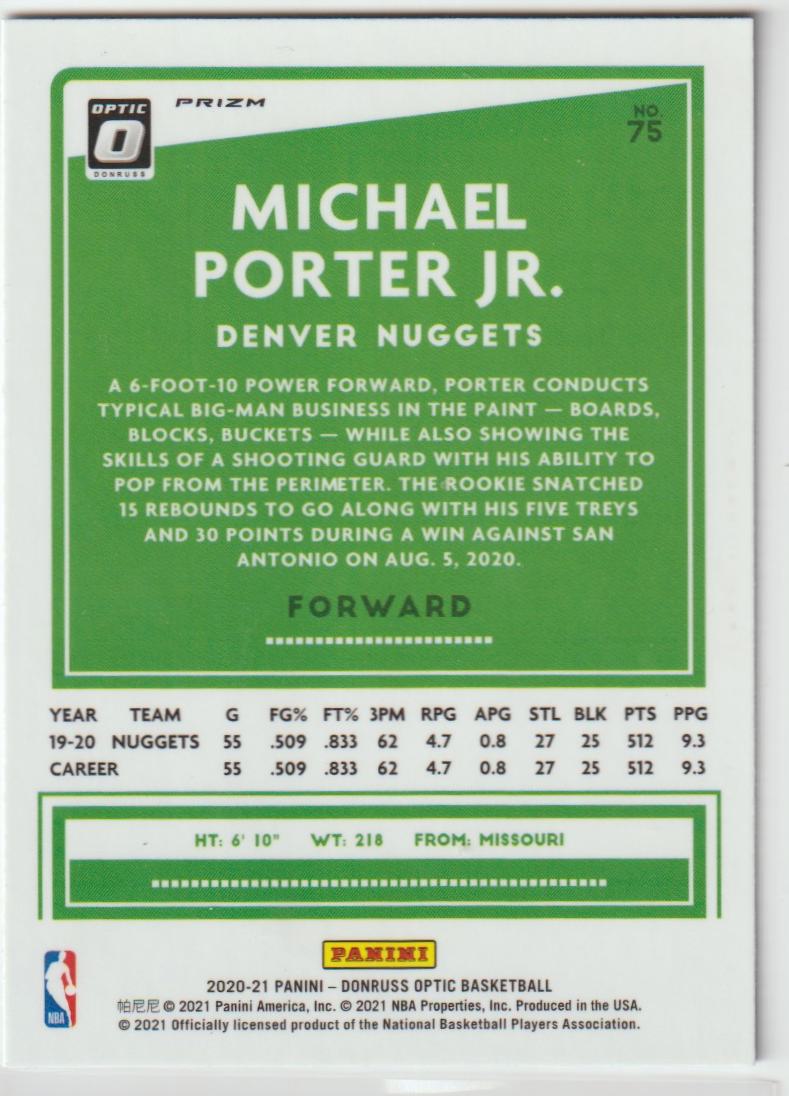 OPTIC
DONRUSS
PRIZM
NO.
75
MICHAEL
PORTER JR.
DENVER NUGGETS
A 6-FOOT-10 POWER FORWARD, PORTER CONDUCTS
TYPICAL BIG-MAN BUSINESS IN THE PAINT — BOARDS,
BLOCKS, BUCKETS — WHILE ALSO SHOWING THE
SKILLS OF A SHOOTING GUARD WITH HIS ABILITY TO
POP FROM THE PERIMETER. THE ROOKIE SNATCHED
15 REBOUNDS TO GO ALONG WITH HIS FIVE TREYS
AND 30 POINTS DURING A WIN AGAINST SAN
ANTONIO ON AUG. 5, 2020.
FORWARD
YEAR TEAM G FG% FT% 3PM RPG APG STL BLK PTS PPG
19-20 NUGGETS 55 .509 .833 62 4.7 0.8 27 25 512 9.3
CAREER 55 .509 .833 62 4.7 0.8 27 25 512 9.3
HT: 6' 10" WT: 218 FROM: MISSOURI
PANINI
NBA
2020-21 PANINI – DONRUSS OPTIC BASKETBALL
帕尼尼 © 2021 Panini America, Inc. © 2021 NBA Properties, Inc. Produced in the USA.
© 2021 Officially licensed product of the National Basketball Players Association.